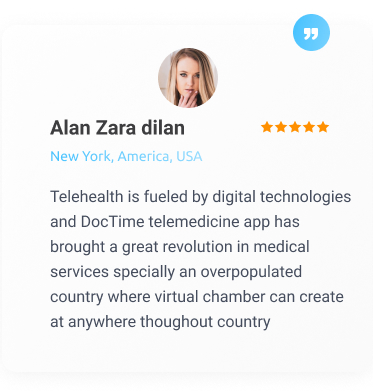 Alan Zara dilan
New York, America, USA
Telehealth is fueled by digital technologies
and DocTime telemedicine app has
brought a great revolution in medical
services specially an overpopulated
country where virtual chamber can create
at anywhere thoughout country